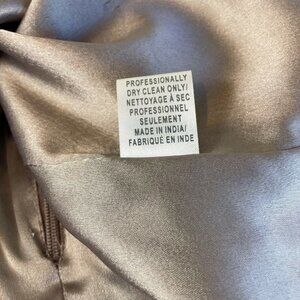 PROFESSIONALLY
DRY CLEAN ONLY/
NETTOYAGE À SEC
PROFESSIONNEL
SEULEMENT
MADE IN INDIA/
FABRIQUÉ EN INDE